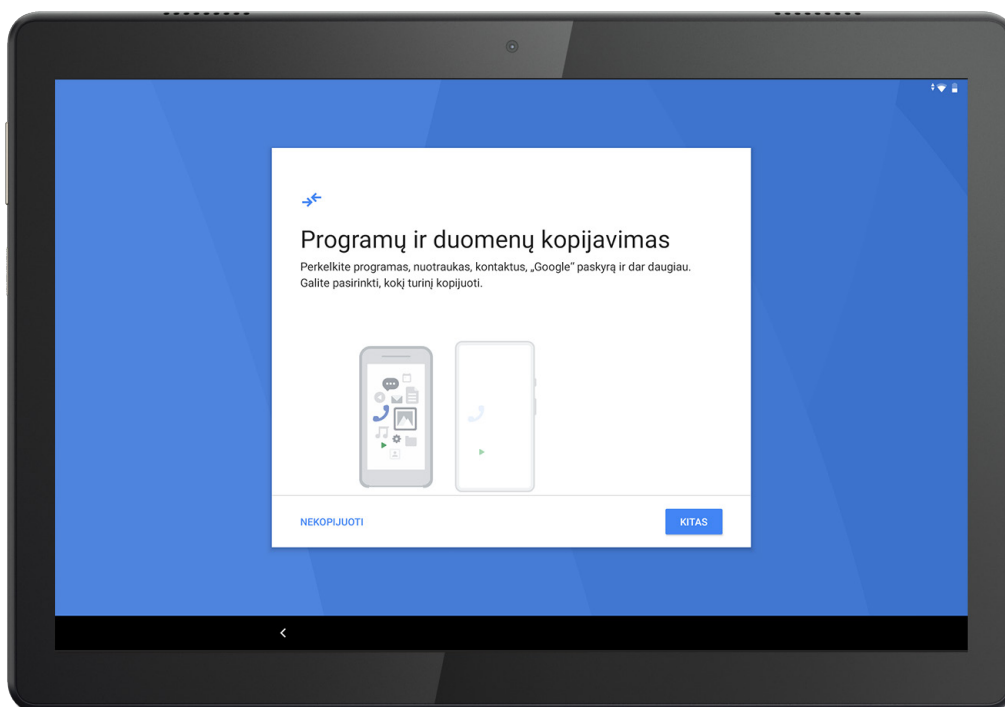 Programų ir duomenų kopijavimas
Perkelkite programas, nuotraukas, kontaktus, „Google“ paskyrą ir dar daugiau.
Galite pasirinkti, kokį turinį kopijuoti.
NEKOPIJUOTI
KITAS